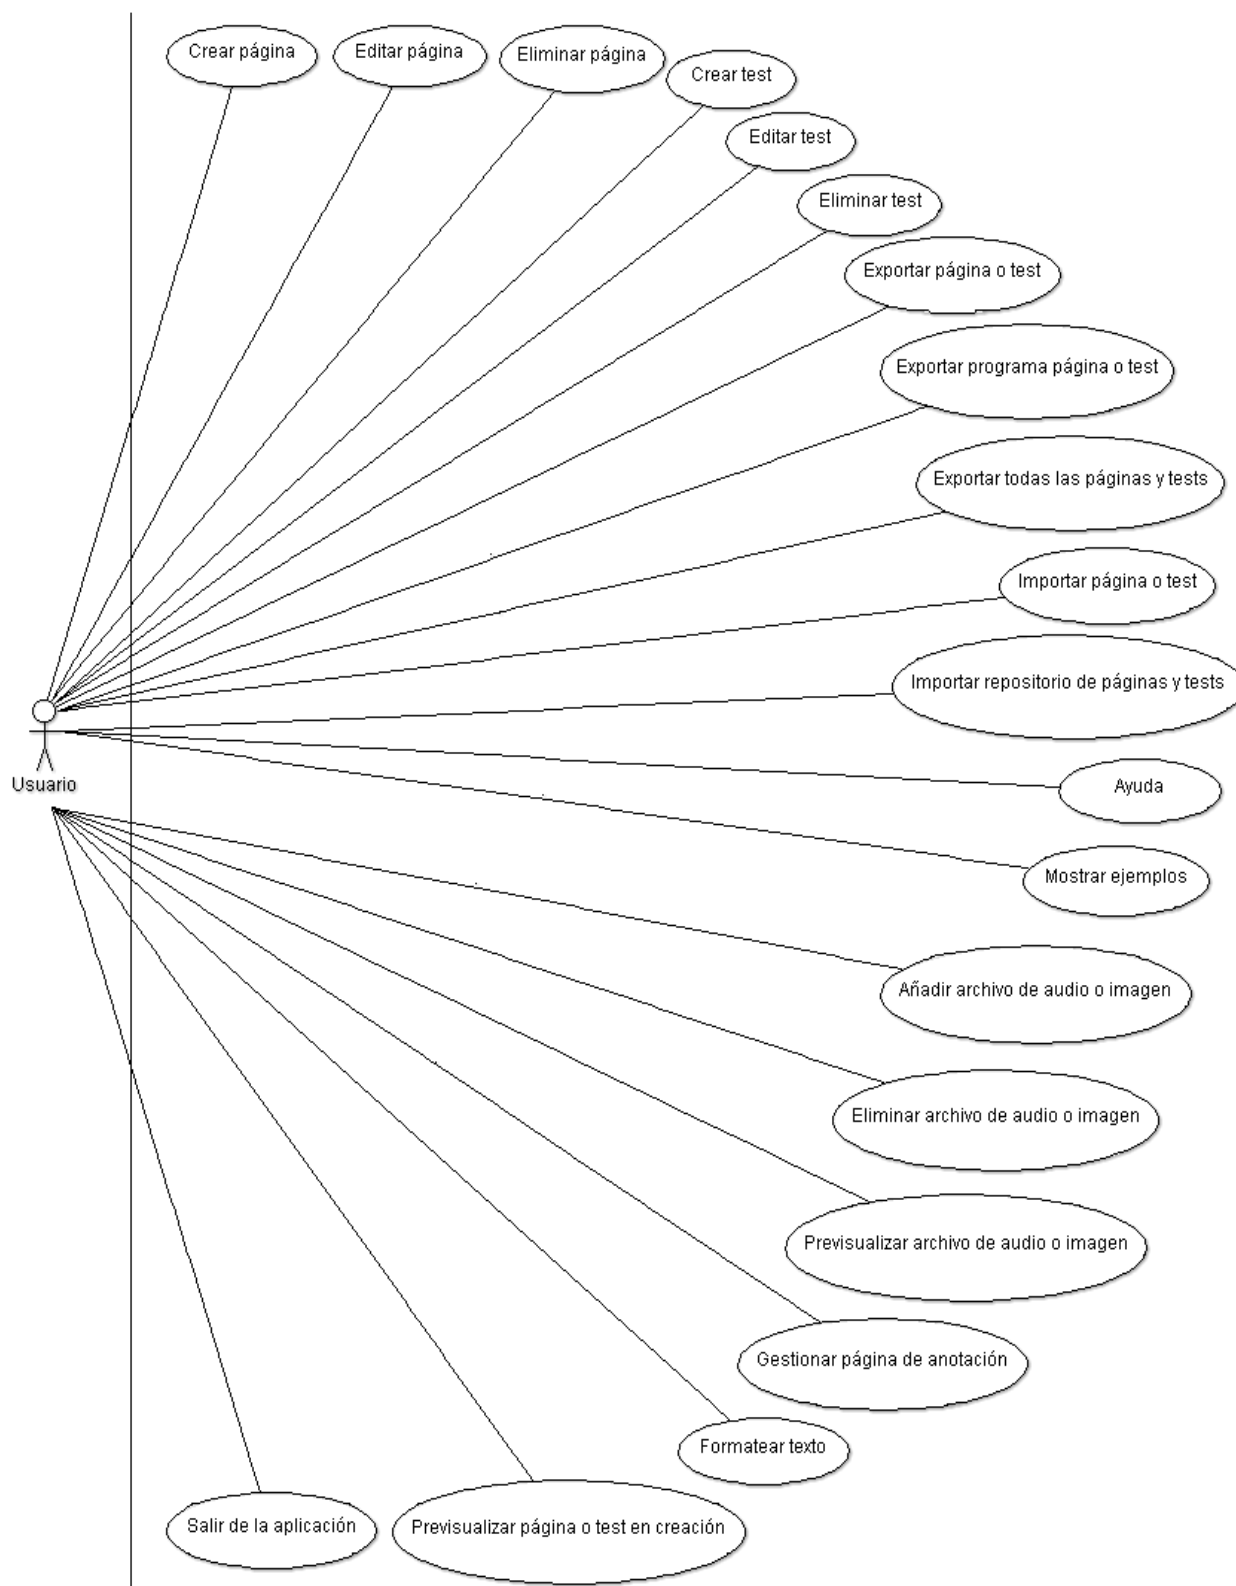 Crear página
Editar página
Eliminar página
Crear test
Editar test
Eliminar test
Exportar página o test
Exportar programa página o test
Exportar todas las páginas y tests
Importar página o test
Importar repositorio de páginas y tests
Usuario
Ayuda
Mostrar ejemplos
Añadir archivo de audio o imagen
Eliminar archivo de audio o imagen
Previsualizar archivo de audio o imagen
Gestionar página de anotación
Formatear texto
Salir de la aplicación
Previsualizar página o test en creación